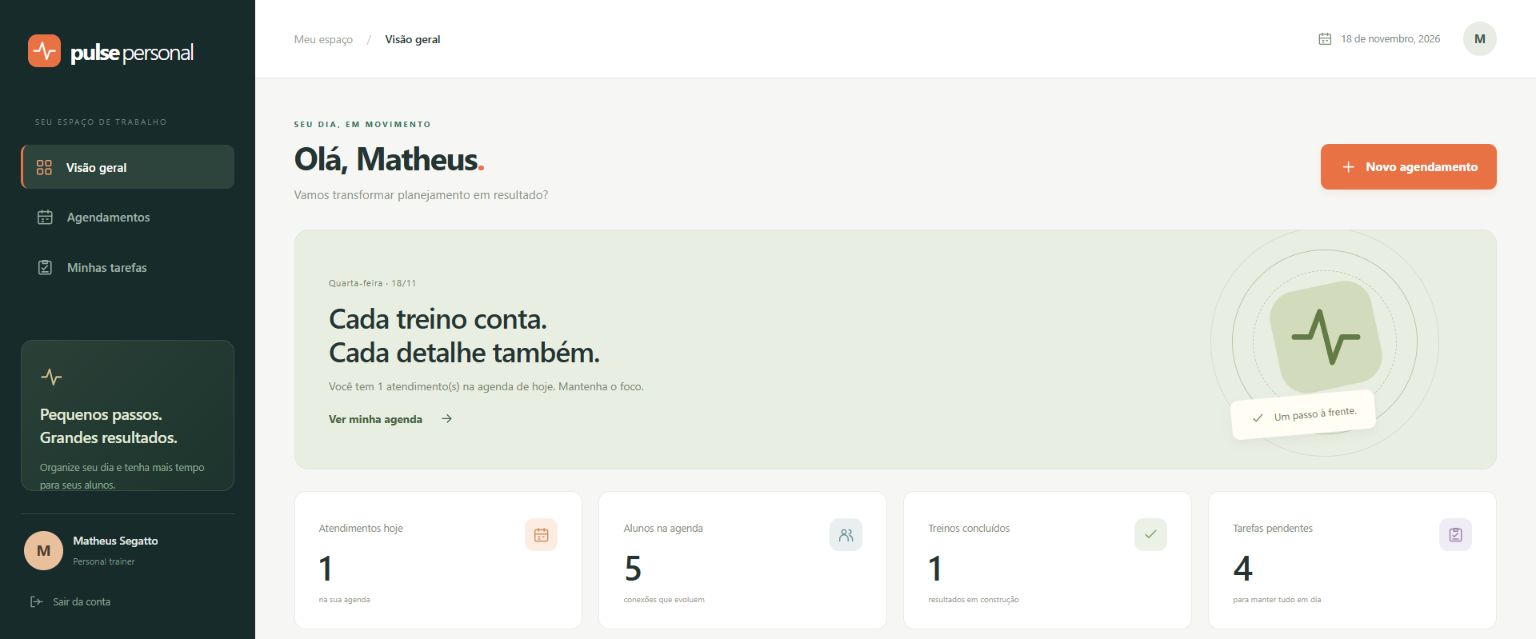 pulse personal
SEU ESPAÇO DE TRABALHO
Visão geral
Agendamentos
Minhas tarefas
Pequenos passos.
Grandes resultados.
Organize seu dia e tenha mais tempo
para seus alunos.
M
Matheus Segatto
Personal trainer
Sair da conta
Meu espaço / Visão geral
18 de novembro, 2026
M
SEU DIA, EM MOVIMENTO
Olá, Matheus.
Vamos transformar planejamento em resultado?
Novo agendamento
Quarta-feira · 18/11
Cada treino conta.
Cada detalhe também.
Você tem 1 atendimento(s) na agenda de hoje. Mantenha o foco.
Ver minha agenda
Um passo à frente.
Atendimentos hoje
1
na sua agenda
Alunos na agenda
5
conexões que evoluem
Treinos concluídos
1
resultados em construção
Tarefas pendentes
4
para manter tudo em dia